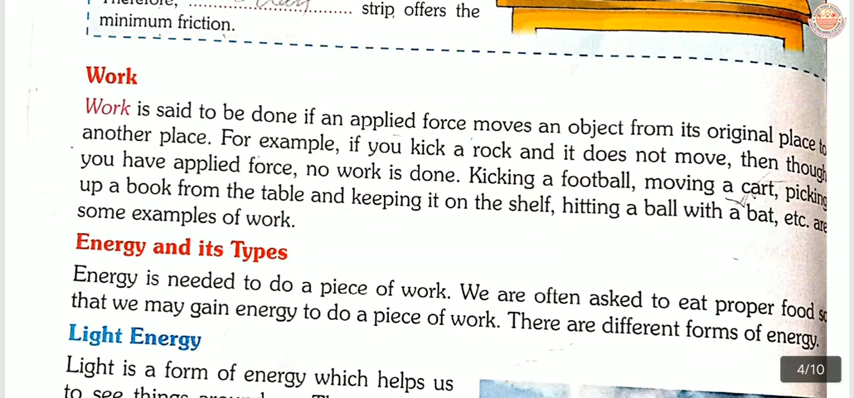 strip offers the
minimum friction.
Work
Work is said to be done if an applied force moves an object from its original place to
another place. For example, if you kick a rock and it does not move, then though
you have applied force, no work is done. Kicking a football, moving a cart, picking
up a book from the table and keeping it on the shelf, hitting a ball with a bat, etc. are
some examples of work.
Energy and its Types
Energy is needed to do a piece of work. We are often asked to eat proper food so
that we may gain energy to do a piece of work. There are different forms of energy.
Light Energy
Light is a form of energy which helps us
to see things
4/10